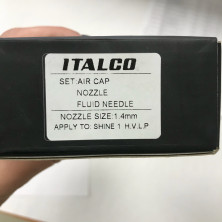 ITALCO
SET:AIR CAP
NOZZLE
FLUID NEEDLE
NOZZLE SIZE:1.4mm
APPLY TO: SHINE 1 H.V.L.P